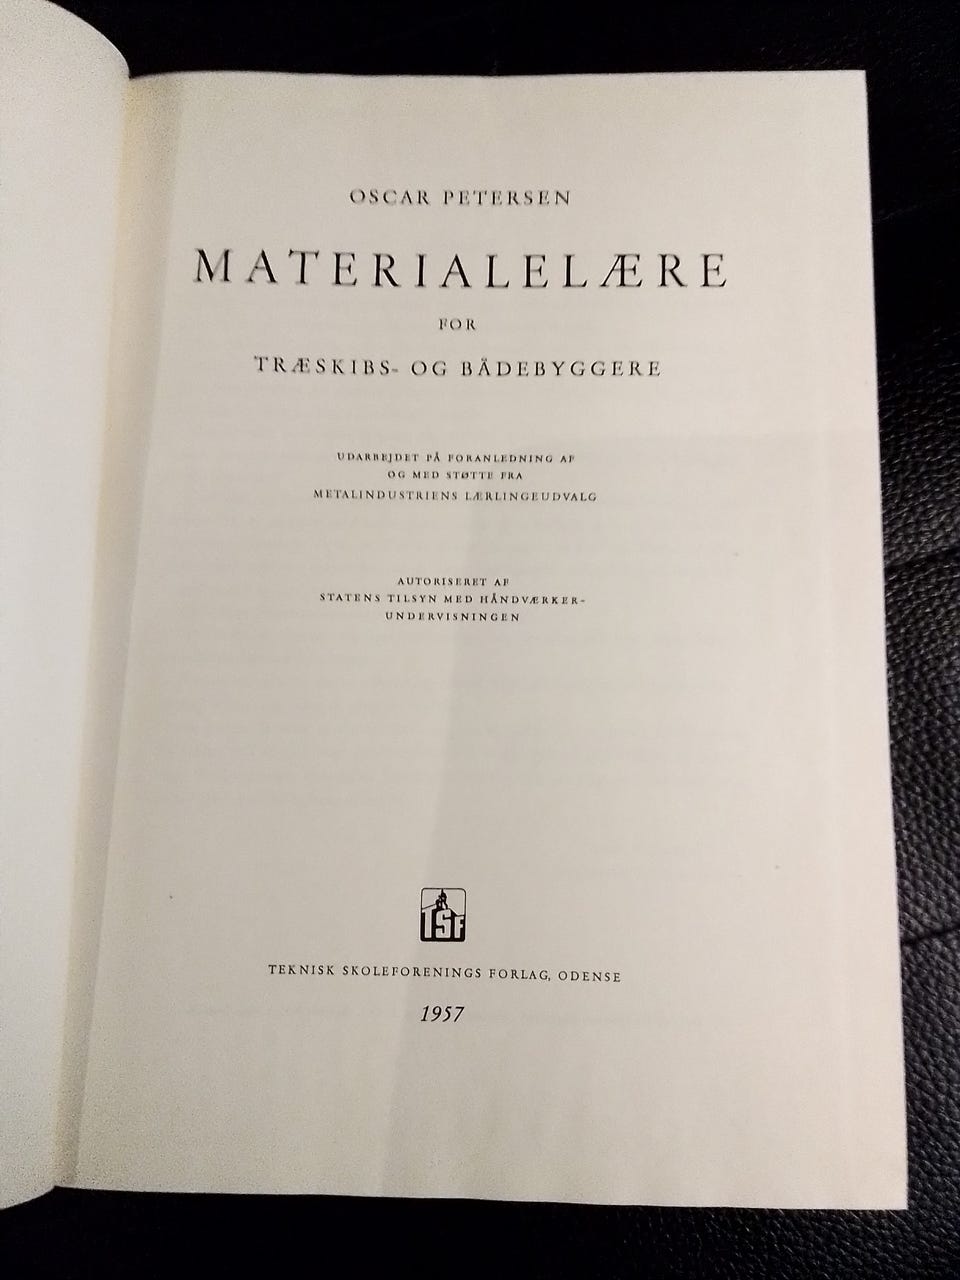 OSCAR PETERSEN
MATERIALELÆRE
FOR
TRÆSKIBS- OG BÅDEBYGGERE
UDARBEJDET PÅ FORANLEDNING AF
OG MED STØTTE FRA
METALINDUSTRIENS LÆRLINGEUDVALG
AUTORISERET AF
STATENS TILSYN MED HÅNDVÆRKER-
UNDERVISNINGEN
TSF
TEKNISK SKOLEFORENINGS FORLAG, ODENSE
1957